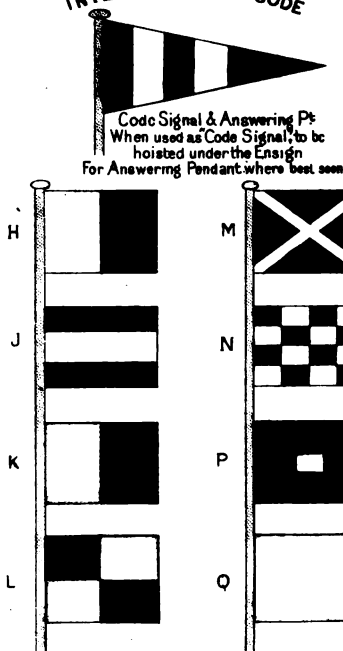 Code Signal & Answering Pt
When used as "Code Signal", to be
hoisted under the Ensign
For Answering Pendant where best seen
H
M
J
N
K
P
L
Q